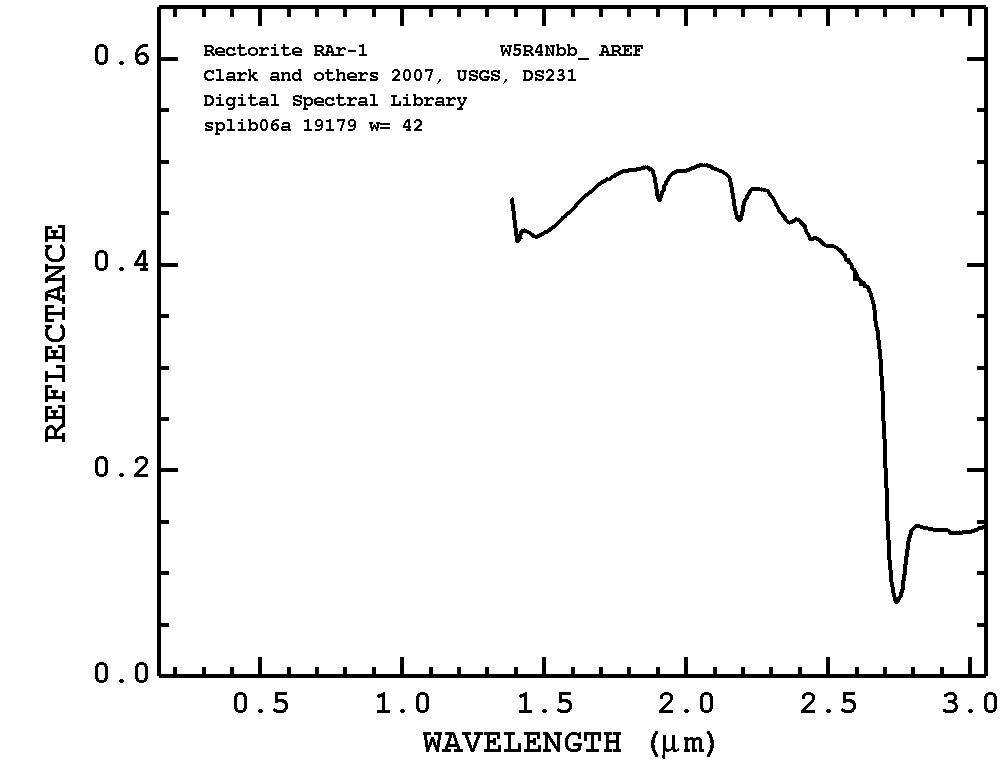 Rectorite RAr-1 W5R4Nbb_ AREF
Clark and others 2007, USGS, DS231
Digital Spectral Library
splib06a 19179 w= 42
REFLECTANCE
0.6
0.4
0.2
0.0
0.5 1.0 1.5 2.0 2.5 3.0
WAVELENGTH (μm)